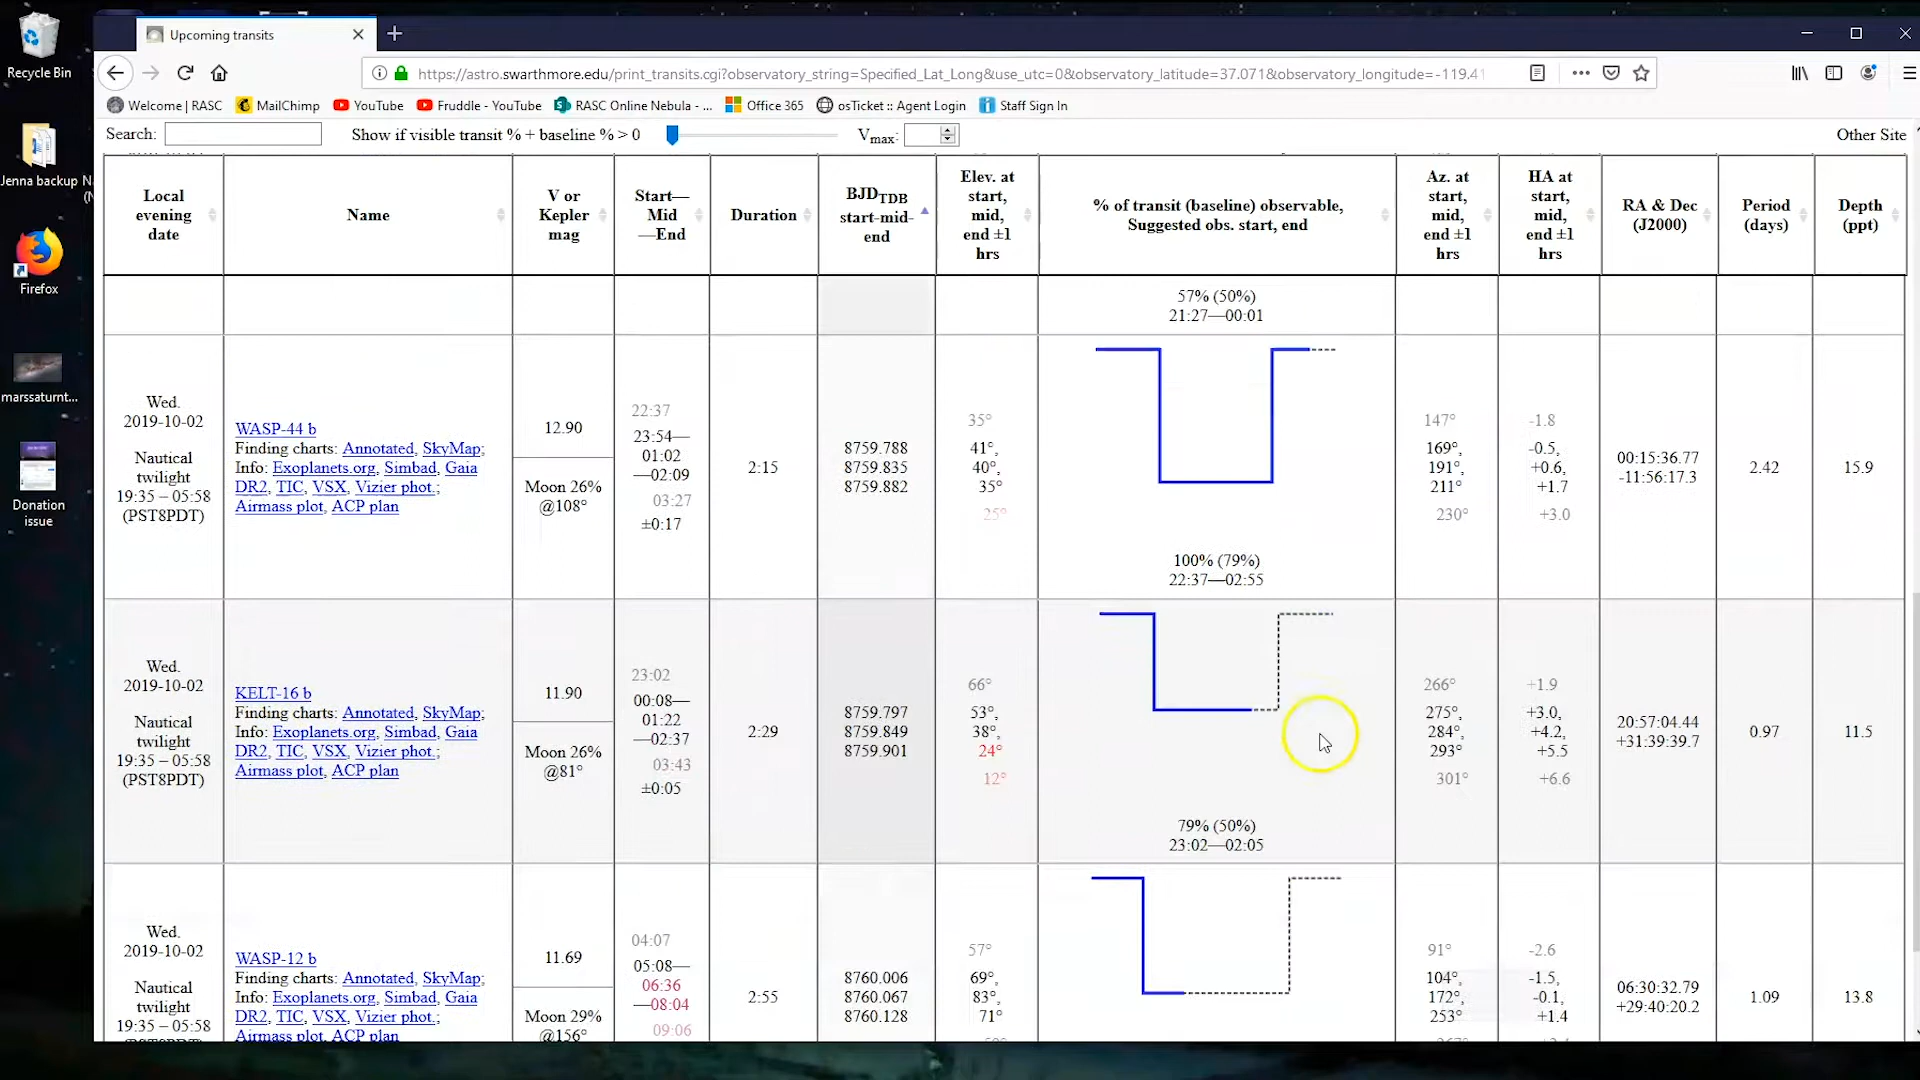 Recycle Bin
Jenna backup
Firefox
marssaturnt...
Donation
issue
Upcoming transits
https://astro.swarthmore.edu/print_transits.cgi?observatory_string=Specified_Lat_Long&use_utc=0&observatory_latitude=37.071&observatory_longitude=-119.41
Welcome | RASC MailChimp YouTube Fruddle - YouTube RASC Online Nebula - ... Office 365 osTicket :: Agent Login Staff Sign In
Search: Show if visible transit % + baseline % > 0 Vmax: Other Site
Local
evening
date
Name
V or
Kepler
mag
Start—
Mid
—End
Duration
BJDTDB
start-mid-
end
Elev. at
start,
mid,
end ±1
hrs
% of transit (baseline) observable,
Suggested obs. start, end
Az. at
start,
mid,
end ±1
hrs
HA at
start,
mid,
end ±1
hrs
RA & Dec
(J2000)
Period
(days)
Depth
(ppt)
57% (50%)
21:27—00:01
Wed.
2019-10-02
Nautical
twilight
19:35 – 05:58
(PST8PDT)
WASP-44 b
Finding charts: Annotated, SkyMap;
Info: Exoplanets.org, Simbad, Gaia
DR2, TIC, VSX, Vizier phot.;
Airmass plot, ACP plan
12.90
Moon 26%
@108°
22:37
23:54—
01:02
—02:09
03:27
±0:17
2:15
8759.788
8759.835
8759.882
35°
41°,
40°,
35°
25°
100% (79%)
22:37—02:55
147°
169°,
191°,
211°
230°
-1.8
-0.5,
+0.6,
+1.7
+3.0
00:15:36.77
-11:56:17.3
2.42
15.9
Wed.
2019-10-02
Nautical
twilight
19:35 – 05:58
(PST8PDT)
KELT-16 b
Finding charts: Annotated, SkyMap;
Info: Exoplanets.org, Simbad, Gaia
DR2, TIC, VSX, Vizier phot.;
Airmass plot, ACP plan
11.90
Moon 26%
@81°
23:02
00:08—
01:22
—02:37
03:43
±0:05
2:29
8759.797
8759.849
8759.901
66°
53°,
38°,
24°
12°
79% (50%)
23:02—02:05
266°
275°,
284°,
293°
301°
+1.9
+3.0,
+4.2,
+5.5
+6.6
20:57:04.44
+31:39:39.7
0.97
11.5
Wed.
2019-10-02
Nautical
twilight
19:35 – 05:58
WASP-12 b
Finding charts: Annotated, SkyMap;
Info: Exoplanets.org, Simbad, Gaia
DR2, TIC, VSX, Vizier phot.;
Airmass plot, ACP plan
11.69
Moon 29%
@156°
04:07
05:08—
06:36
—08:04
09:06
2:55
8760.006
8760.067
8760.128
57°
69°,
83°,
71°
91°
104°,
172°,
253°
-2.6
-1.5,
-0.1,
+1.4
06:30:32.79
+29:40:20.2
1.09
13.8